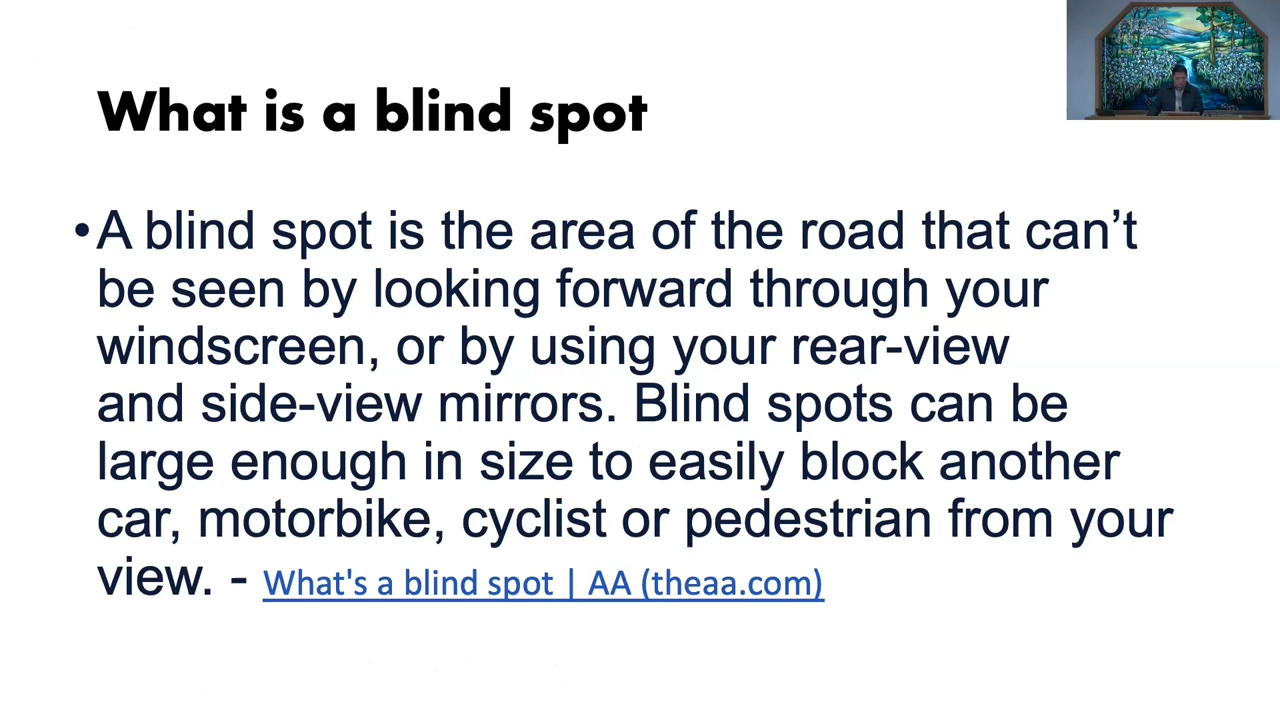 What is a blind spot
•A blind spot is the area of the road that can’t
be seen by looking forward through your
windscreen, or by using your rear-view
and side-view mirrors. Blind spots can be
large enough in size to easily block another
car, motorbike, cyclist or pedestrian from your
view. - What's a blind spot | AA (theaa.com)